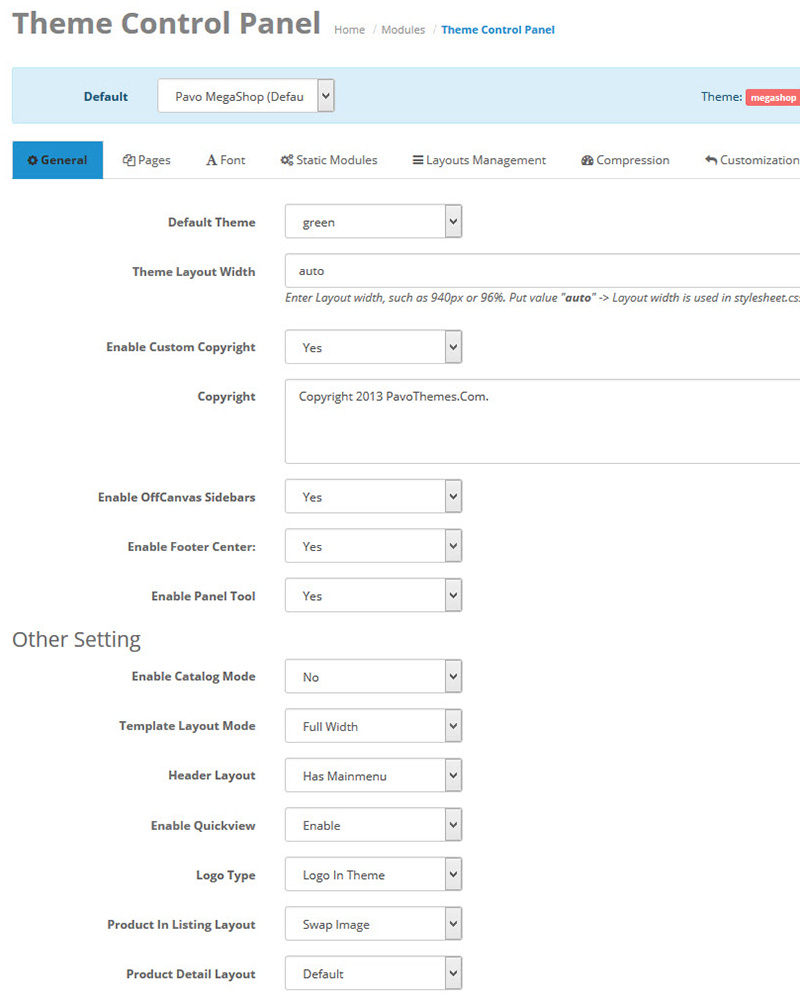 Theme Control Panel Home / Modules / Theme Control Panel
Default Pavo MegaShop (Defau Theme: megashop
General Pages Font Static Modules Layouts Management Compression Customization
Default Theme green
Theme Layout Width auto
Enter Layout width, such as 940px or 96%. Put value "auto" -> Layout width is used in stylesheet.css
Enable Custom Copyright Yes
Copyright Copyright 2013 PavoThemes.Com.
Enable OffCanvas Sidebars Yes
Enable Footer Center: Yes
Enable Panel Tool Yes
Other Setting
Enable Catalog Mode No
Template Layout Mode Full Width
Header Layout Has Mainmenu
Enable Quickview Enable
Logo Type Logo In Theme
Product In Listing Layout Swap Image
Product Detail Layout Default